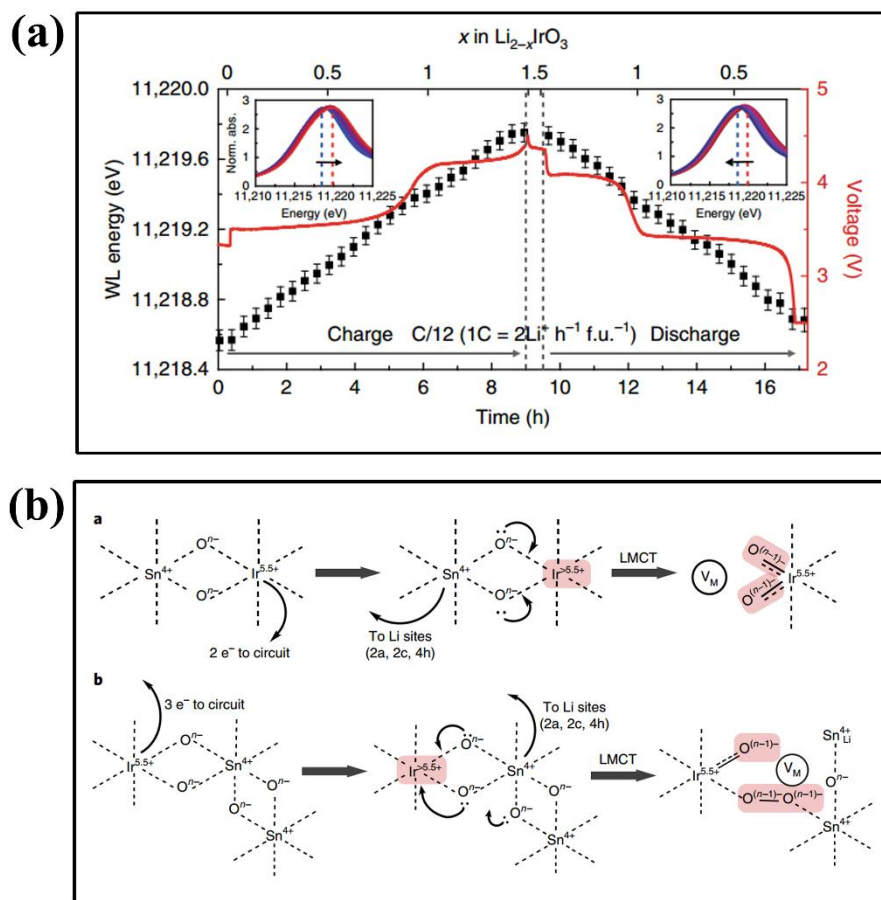 (a)
x in Li2−xIrO3
0 0.5 1 1.5 1 0.5
11,220.0
11,219.6
11,219.2
11,218.8
11,218.4
WL energy (eV)
5
4
3
2
Voltage (V)
3
2
1
0
Norm. abs.
11,210 11,215 11,220 11,225
Energy (eV)
3
2
1
0
11,210 11,215 11,220 11,225
Energy (eV)
Charge C/12 (1C = 2Li+ h−1 f.u.−1) Discharge
0 2 4 6 8 10 12 14 16
Time (h)
(b)
a
Sn4+ On− On− Ir5.5+
2 e− to circuit
Sn4+ On− On− Ir>5.5+
To Li sites
(2a, 2c, 4h)
LMCT
VM O(n−1)− O(n−1)− Ir5.5+
b
3 e− to circuit
Ir5.5+ On− On− Sn4+ On− On− Sn4+
To Li sites
(2a, 2c, 4h)
Ir>5.5+ On− On− Sn4+ On− On− Sn4+
LMCT
Ir5.5+ O(n−1)− VM Sn4+Li
O(n−1)− O(n−1)− On−
Sn4+